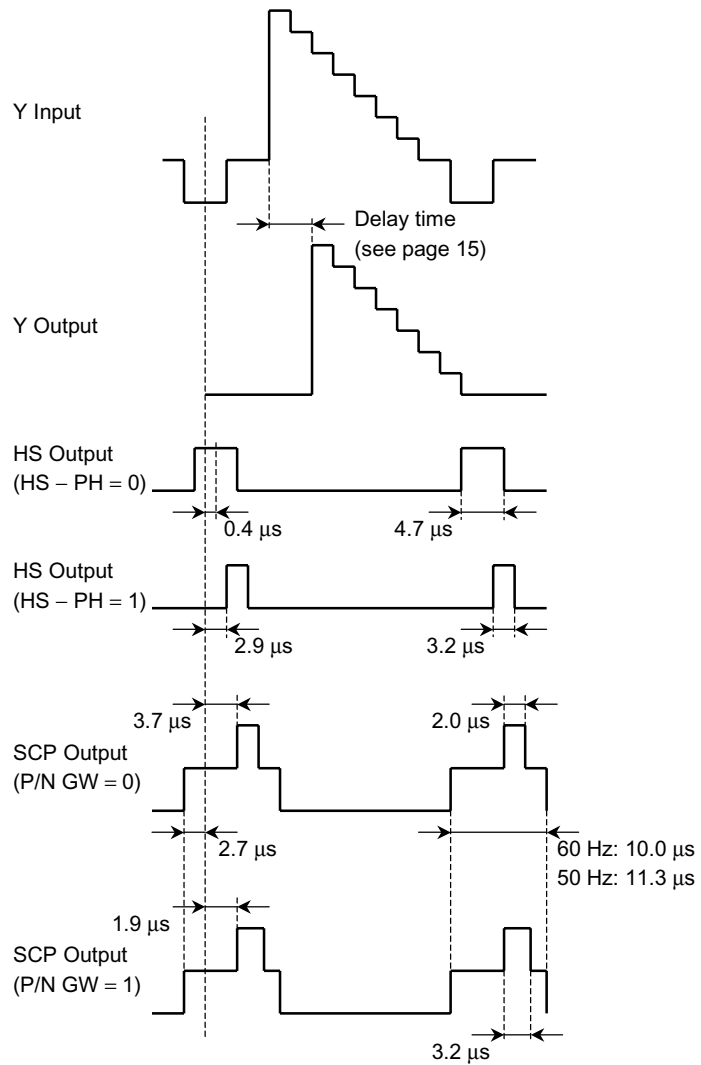 Y Input
Delay time
(see page 15)
Y Output
HS Output
(HS − PH = 0)
0.4 μs
4.7 μs
HS Output
(HS − PH = 1)
2.9 μs
3.2 μs
3.7 μs
2.0 μs
SCP Output
(P/N GW = 0)
2.7 μs
60 Hz: 10.0 μs
50 Hz: 11.3 μs
1.9 μs
SCP Output
(P/N GW = 1)
3.2 μs